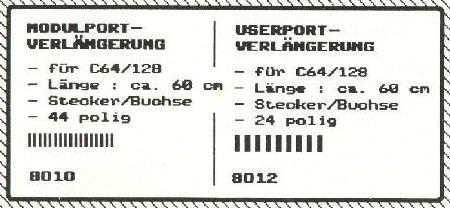 MODULPORT-
VERLÄNGERUNG
- für C64/128
- Länge : ca. 60 cm
- Stecker/Buchse
- 44 polig
8010
USERPORT-
VERLÄNGERUNG
- für C64/128
- Länge : ca. 60 cm
- Stecker/Buchse
- 24 polig
8012